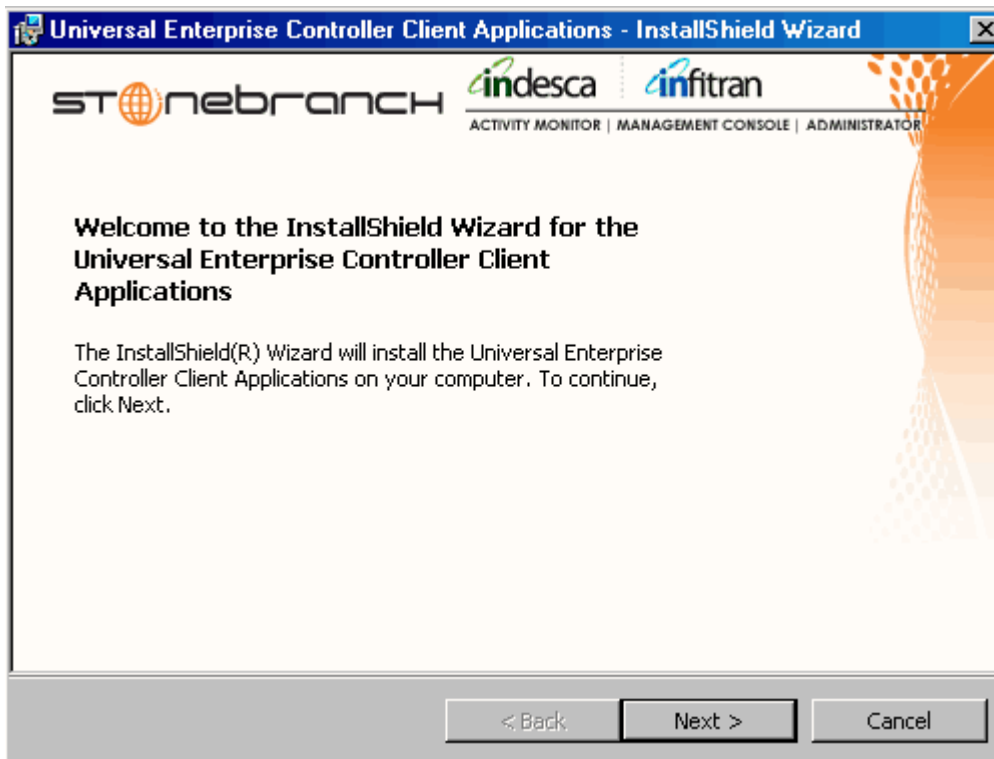 Universal Enterprise Controller Client Applications - InstallShield Wizard
stonebranch
indesca
infitran
ACTIVITY MONITOR | MANAGEMENT CONSOLE | ADMINISTRATOR
Welcome to the InstallShield Wizard for the
Universal Enterprise Controller Client
Applications
The InstallShield(R) Wizard will install the Universal Enterprise
Controller Client Applications on your computer. To continue,
click Next.
< Back
Next >
Cancel